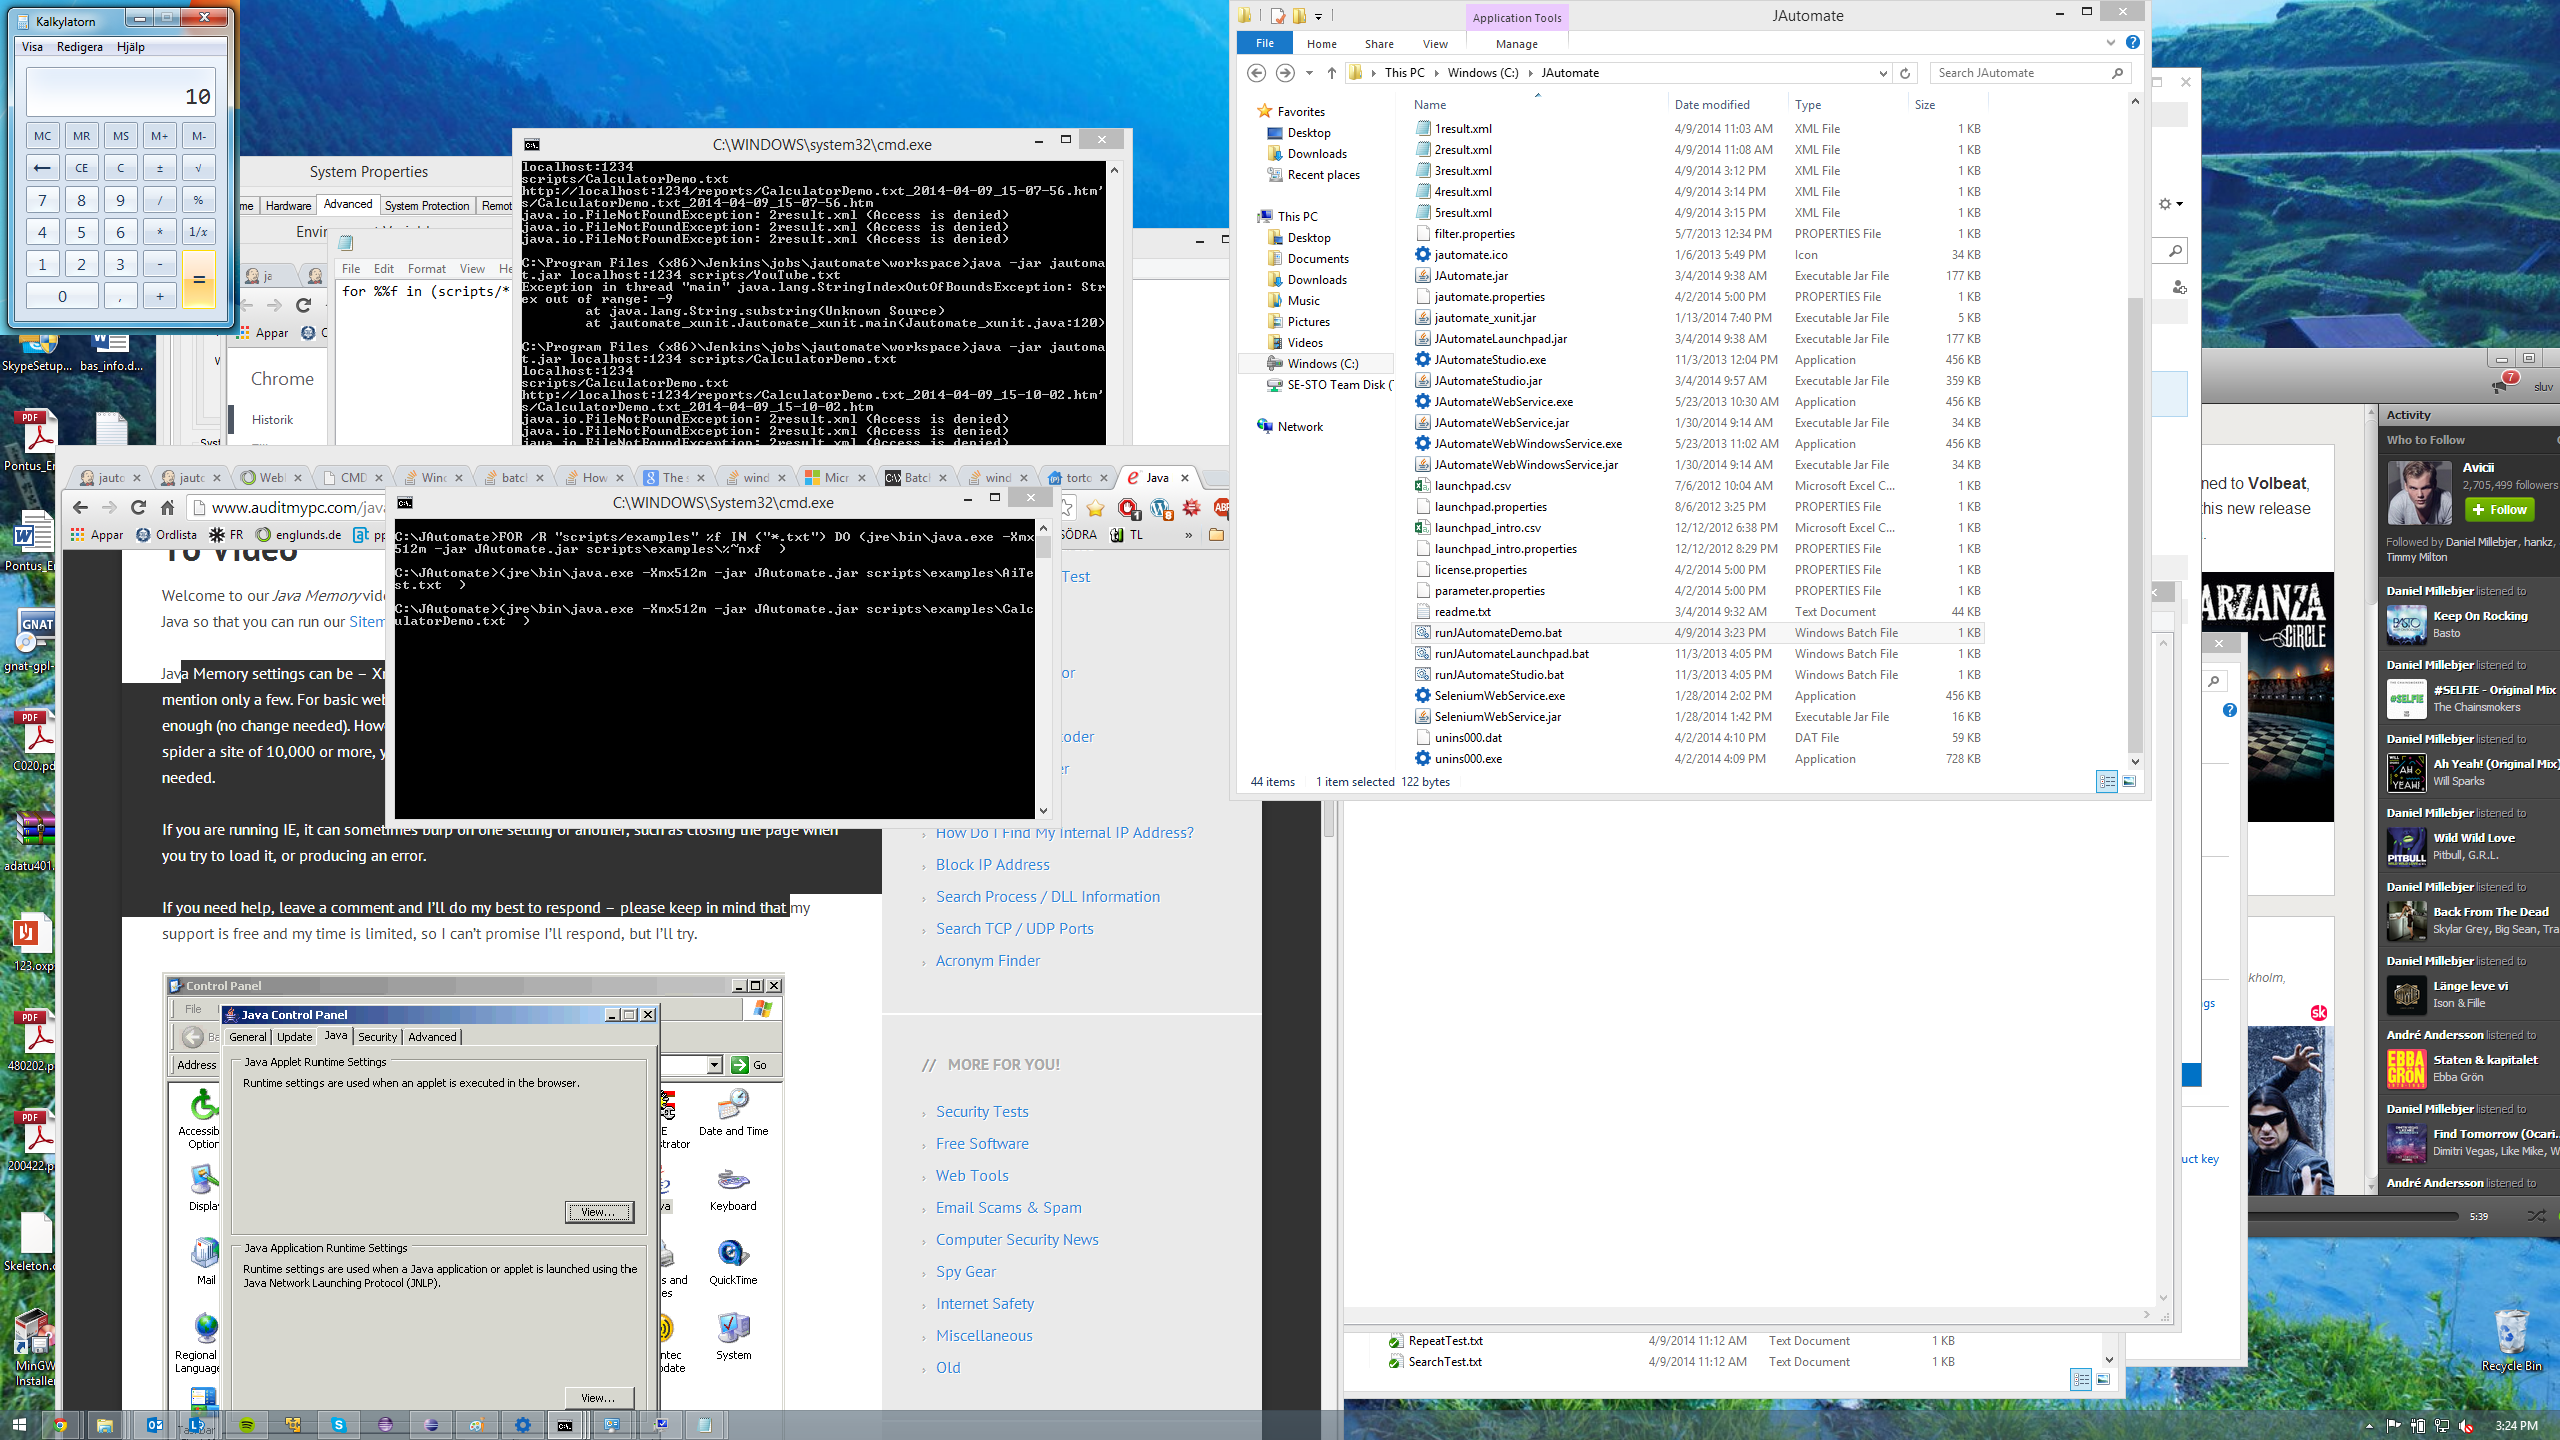 Kalkylatorn
Visa Redigera Hjälp
10
MC MR MS M+ M-
← CE C ± √
7 8 9 / %
4 5 6 * 1/x
1 2 3 - =
0 , +
SkypeSetup...
bas_info.d...
System Properties
Hardware Advanced System Protection
File Edit Format View
for %%f in (scripts/*
Appar
Chrome
Historik
C:\WINDOWS\system32\cmd.exe
localhost:1234
scripts/CalculatorDemo.txt
http://localhost:1234/reports/CalculatorDemo.txt_2014-04-09_15-07-56.htm'
s/CalculatorDemo.txt_2014-04-09_15-07-56.htm
java.io.FileNotFoundException: 2result.xml (Access is denied)
java.io.FileNotFoundException: 2result.xml (Access is denied)
java.io.FileNotFoundException: 2result.xml (Access is denied)
C:\Program Files (x86)\Jenkins\jobs\jautomate\workspace>java -jar jautoma
t.jar localhost:1234 scripts/YouTube.txt
Exception in thread "main" java.lang.StringIndexOutOfBoundsException: Str
ex out of range: -9
at java.lang.String.substring(Unknown Source)
at jautomate_xunit.Jautomate_xunit.main(Jautomate_xunit.java:120)
C:\Program Files (x86)\Jenkins\jobs\jautomate\workspace>java -jar jautoma
t.jar localhost:1234 scripts/CalculatorDemo.txt
localhost:1234
scripts/CalculatorDemo.txt
http://localhost:1234/reports/CalculatorDemo.txt_2014-04-09_15-10-02.htm'
s/CalculatorDemo.txt_2014-04-09_15-10-02.htm
java.io.FileNotFoundException: 2result.xml (Access is denied)
java.io.FileNotFoundException: 2result.xml (Access is denied)
java.io.FileNotFoundException: 2result.xml (Access is denied)
Application Tools
JAutomate
File Home Share View Manage
This PC Windows (C:) JAutomate
Search JAutomate
Favorites
Desktop
Downloads
Recent places
This PC
Desktop
Documents
Downloads
Music
Pictures
Videos
Windows (C:)
SE-STO Team Disk (
Network
Name Date modified Type Size
1result.xml 4/9/2014 11:03 AM XML File 1 KB
2result.xml 4/9/2014 11:08 AM XML File 1 KB
3result.xml 4/9/2014 3:12 PM XML File 1 KB
4result.xml 4/9/2014 3:14 PM XML File 1 KB
5result.xml 4/9/2014 3:15 PM XML File 1 KB
filter.properties 5/7/2013 12:34 PM PROPERTIES File 1 KB
jautomate.ico 1/6/2013 5:49 PM Icon 34 KB
JAutomate.jar 3/4/2014 9:38 AM Executable Jar File 177 KB
jautomate.properties 4/2/2014 5:00 PM PROPERTIES File 1 KB
jautomate_xunit.jar 1/13/2014 7:40 PM Executable Jar File 5 KB
JAutomateLaunchpad.jar 3/4/2014 9:38 AM Executable Jar File 177 KB
JAutomateStudio.exe 11/3/2013 12:04 PM Application 456 KB
JAutomateStudio.jar 3/4/2014 9:57 AM Executable Jar File 359 KB
JAutomateWebService.exe 5/23/2013 10:30 AM Application 456 KB
JAutomateWebService.jar 1/30/2014 9:14 AM Executable Jar File 34 KB
JAutomateWebWindowsService.exe 5/23/2013 11:02 AM Application 456 KB
JAutomateWebWindowsService.jar 1/30/2014 9:14 AM Executable Jar File 34 KB
launchpad.csv 7/6/2012 10:04 AM Microsoft Excel C... 1 KB
launchpad.properties 8/6/2012 3:25 PM PROPERTIES File 1 KB
launchpad_intro.csv 12/12/2012 6:38 PM Microsoft Excel C... 1 KB
launchpad_intro.properties 12/12/2012 8:29 PM PROPERTIES File 1 KB
license.properties 4/2/2014 5:00 PM PROPERTIES File 1 KB
parameter.properties 4/2/2014 5:00 PM PROPERTIES File 1 KB
readme.txt 3/4/2014 9:32 AM Text Document 44 KB
runJAutomateDemo.bat 4/9/2014 3:23 PM Windows Batch File 1 KB
runJAutomateLaunchpad.bat 11/3/2013 4:05 PM Windows Batch File 1 KB
runJAutomateStudio.bat 11/3/2013 4:05 PM Windows Batch File 1 KB
SeleniumWebService.exe 1/28/2014 2:02 PM Application 456 KB
SeleniumWebService.jar 1/28/2014 1:42 PM Executable Jar File 16 KB
unins000.dat 4/2/2014 4:10 PM DAT File 59 KB
unins000.exe 4/2/2014 4:09 PM Application 728 KB
44 items 1 item selected 122 bytes
RepeatTest.txt 4/9/2014 11:12 AM Text Document 1 KB
SearchTest.txt 4/9/2014 11:12 AM Text Document 1 KB
www.auditmypc.com/java
Appar Ordlista FR englunds.de
SÖDRA TL »
To Video
Welcome to our Java Memory
Java so that you can run our Sitem
Java Memory settings can be – Xm
mention only a few. For basic web
enough (no change needed). Howe
spider a site of 10,000 or more, y
needed.
If you are running IE, it can sometimes burp on one setting or another, such as closing the page when
you try to load it, or producing an error.
If you need help, leave a comment and I'll do my best to respond – please keep in mind that my
support is free and my time is limited, so I can't promise I'll respond, but I'll try.
C:\WINDOWS\System32\cmd.exe
C:\JAutomate>FOR /R "scripts/examples" %f IN ("*.txt") DO (jre\bin\java.exe -Xmx
512m -jar JAutomate.jar scripts\examples\%~nxf )
C:\JAutomate>(jre\bin\java.exe -Xmx512m -jar JAutomate.jar scripts\examples\AiTe
st.txt )
C:\JAutomate>(jre\bin\java.exe -Xmx512m -jar JAutomate.jar scripts\examples\Calc
ulatorDemo.txt )
How Do I Find My Internal IP Address?
Block IP Address
Search Process / DLL Information
Search TCP / UDP Ports
Acronym Finder
// MORE FOR YOU!
Security Tests
Free Software
Web Tools
Email Scams & Spam
Computer Security News
Spy Gear
Internet Safety
Miscellaneous
Old
Control Panel
File
Address
Go
Java Control Panel
General Update Java Security Advanced
Java Applet Runtime Settings
Runtime settings are used when an applet is executed in the browser.
View...
Java Application Runtime Settings
Runtime settings are used when a Java application or applet is launched using the
Java Network Launching Protocol (JNLP).
View...
Date and Time
Keyboard
Mail
QuickTime
Regional
Language
System
C020.pd
adatu401.
123.oxp
480202.p
200422.p
Skeleton.c
MinGW
Installer
7
sluv
Activity
Who to Follow
Avicii
2,705,499 followers
Follow
Followed by Daniel Millebjer, hankz,
Timmy Milton
ned to Volbeat,
this new release
ARZANZA
CIRCLE
Daniel Millebjer listened to
Keep On Rocking
Basto
Daniel Millebjer listened to
#SELFIE - Original Mix
The Chainsmokers
Daniel Millebjer listened to
Ah Yeah! (Original Mix)
Will Sparks
Daniel Millebjer listened to
Wild Wild Love
Pitbull, G.R.L.
Daniel Millebjer listened to
Back From The Dead
Skylar Grey, Big Sean, Tra
Daniel Millebjer listened to
Länge leve vi
Ison & Fille
André Andersson listened to
Staten & kapitalet
Ebba Grön
Daniel Millebjer listened to
Find Tomorrow (Ocari...
Dimitri Vegas, Like Mike, W
André Andersson listened to
kholm,
uct key
5:39
Recycle Bin
3:24 PM